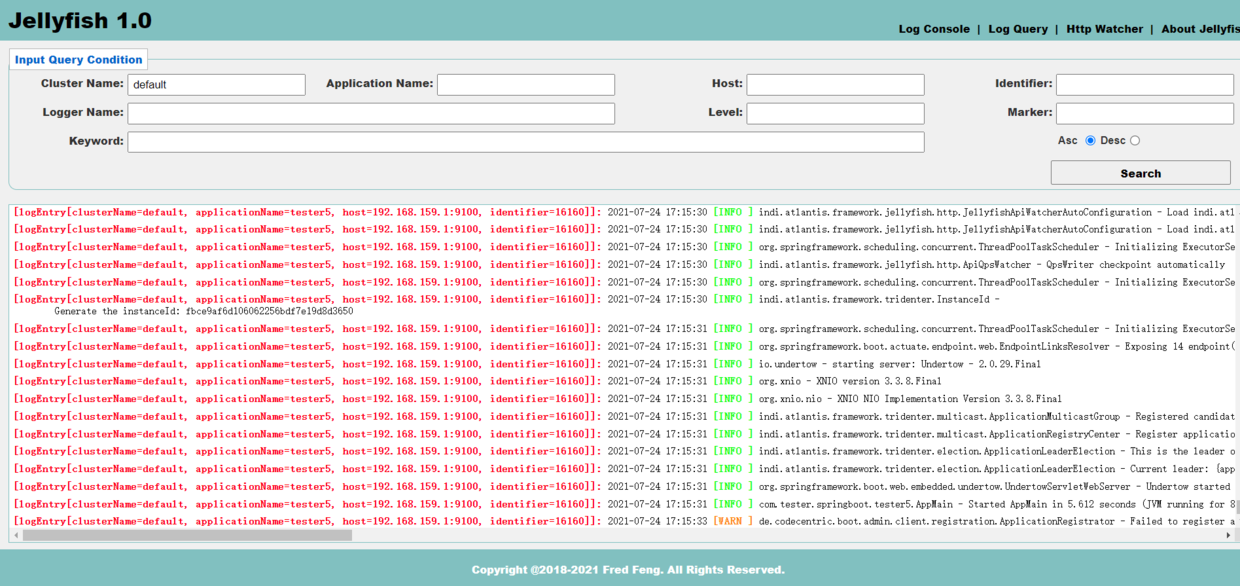 Jellyfish 1.0
Log Console | Log Query | Http Watcher | About Jellyfis
Input Query Condition
Cluster Name: default Application Name: Host: Identifier:
Logger Name: Level: Marker:
Keyword: Asc Desc
Search
[logEntry[clusterName=default, applicationName=tester5, host=192.168.159.1:9100, identifier=16160]]: 2021-07-24 17:15:30 [INFO ] indi.atlantis.framework.jellyfish.http.JellyfishApiWatcherAutoConfiguration - Load indi.atl
[logEntry[clusterName=default, applicationName=tester5, host=192.168.159.1:9100, identifier=16160]]: 2021-07-24 17:15:30 [INFO ] indi.atlantis.framework.jellyfish.http.JellyfishApiWatcherAutoConfiguration - Load indi.atl
[logEntry[clusterName=default, applicationName=tester5, host=192.168.159.1:9100, identifier=16160]]: 2021-07-24 17:15:30 [INFO ] org.springframework.scheduling.concurrent.ThreadPoolTaskScheduler - Initializing ExecutorSe
[logEntry[clusterName=default, applicationName=tester5, host=192.168.159.1:9100, identifier=16160]]: 2021-07-24 17:15:30 [INFO ] indi.atlantis.framework.jellyfish.http.ApiQpsWatcher - QpsWriter checkpoint automatically
[logEntry[clusterName=default, applicationName=tester5, host=192.168.159.1:9100, identifier=16160]]: 2021-07-24 17:15:30 [INFO ] org.springframework.scheduling.concurrent.ThreadPoolTaskScheduler - Initializing ExecutorSe
[logEntry[clusterName=default, applicationName=tester5, host=192.168.159.1:9100, identifier=16160]]: 2021-07-24 17:15:30 [INFO ] indi.atlantis.framework.tridenter.InstanceId -
Generate the instanceId: fbce9af6d106062256bdf7e19d8d3650
[logEntry[clusterName=default, applicationName=tester5, host=192.168.159.1:9100, identifier=16160]]: 2021-07-24 17:15:31 [INFO ] org.springframework.scheduling.concurrent.ThreadPoolTaskScheduler - Initializing ExecutorSe
[logEntry[clusterName=default, applicationName=tester5, host=192.168.159.1:9100, identifier=16160]]: 2021-07-24 17:15:31 [INFO ] org.springframework.boot.actuate.endpoint.web.EndpointLinksResolver - Exposing 14 endpoint(
[logEntry[clusterName=default, applicationName=tester5, host=192.168.159.1:9100, identifier=16160]]: 2021-07-24 17:15:31 [INFO ] io.undertow - starting server: Undertow - 2.0.29.Final
[logEntry[clusterName=default, applicationName=tester5, host=192.168.159.1:9100, identifier=16160]]: 2021-07-24 17:15:31 [INFO ] org.xnio - XNIO version 3.3.8.Final
[logEntry[clusterName=default, applicationName=tester5, host=192.168.159.1:9100, identifier=16160]]: 2021-07-24 17:15:31 [INFO ] org.xnio.nio - XNIO NIO Implementation Version 3.3.8.Final
[logEntry[clusterName=default, applicationName=tester5, host=192.168.159.1:9100, identifier=16160]]: 2021-07-24 17:15:31 [INFO ] indi.atlantis.framework.tridenter.multicast.ApplicationMulticastGroup - Registered candidat
[logEntry[clusterName=default, applicationName=tester5, host=192.168.159.1:9100, identifier=16160]]: 2021-07-24 17:15:31 [INFO ] indi.atlantis.framework.tridenter.multicast.ApplicationRegistryCenter - Register applicatio
[logEntry[clusterName=default, applicationName=tester5, host=192.168.159.1:9100, identifier=16160]]: 2021-07-24 17:15:31 [INFO ] indi.atlantis.framework.tridenter.election.ApplicationLeaderElection - This is the leader o
[logEntry[clusterName=default, applicationName=tester5, host=192.168.159.1:9100, identifier=16160]]: 2021-07-24 17:15:31 [INFO ] indi.atlantis.framework.tridenter.election.ApplicationLeaderElection - Current leader: {app
[logEntry[clusterName=default, applicationName=tester5, host=192.168.159.1:9100, identifier=16160]]: 2021-07-24 17:15:31 [INFO ] org.springframework.boot.web.embedded.undertow.UndertowServletWebServer - Undertow started
[logEntry[clusterName=default, applicationName=tester5, host=192.168.159.1:9100, identifier=16160]]: 2021-07-24 17:15:31 [INFO ] com.tester.springboot.tester5.AppMain - Started AppMain in 5.612 seconds (JVM running for 8
[logEntry[clusterName=default, applicationName=tester5, host=192.168.159.1:9100, identifier=16160]]: 2021-07-24 17:15:33 [WARN ] de.codecentric.boot.admin.client.registration.ApplicationRegistrator - Failed to register a
Copyright @2018-2021 Fred Feng. All Rights Reserved.